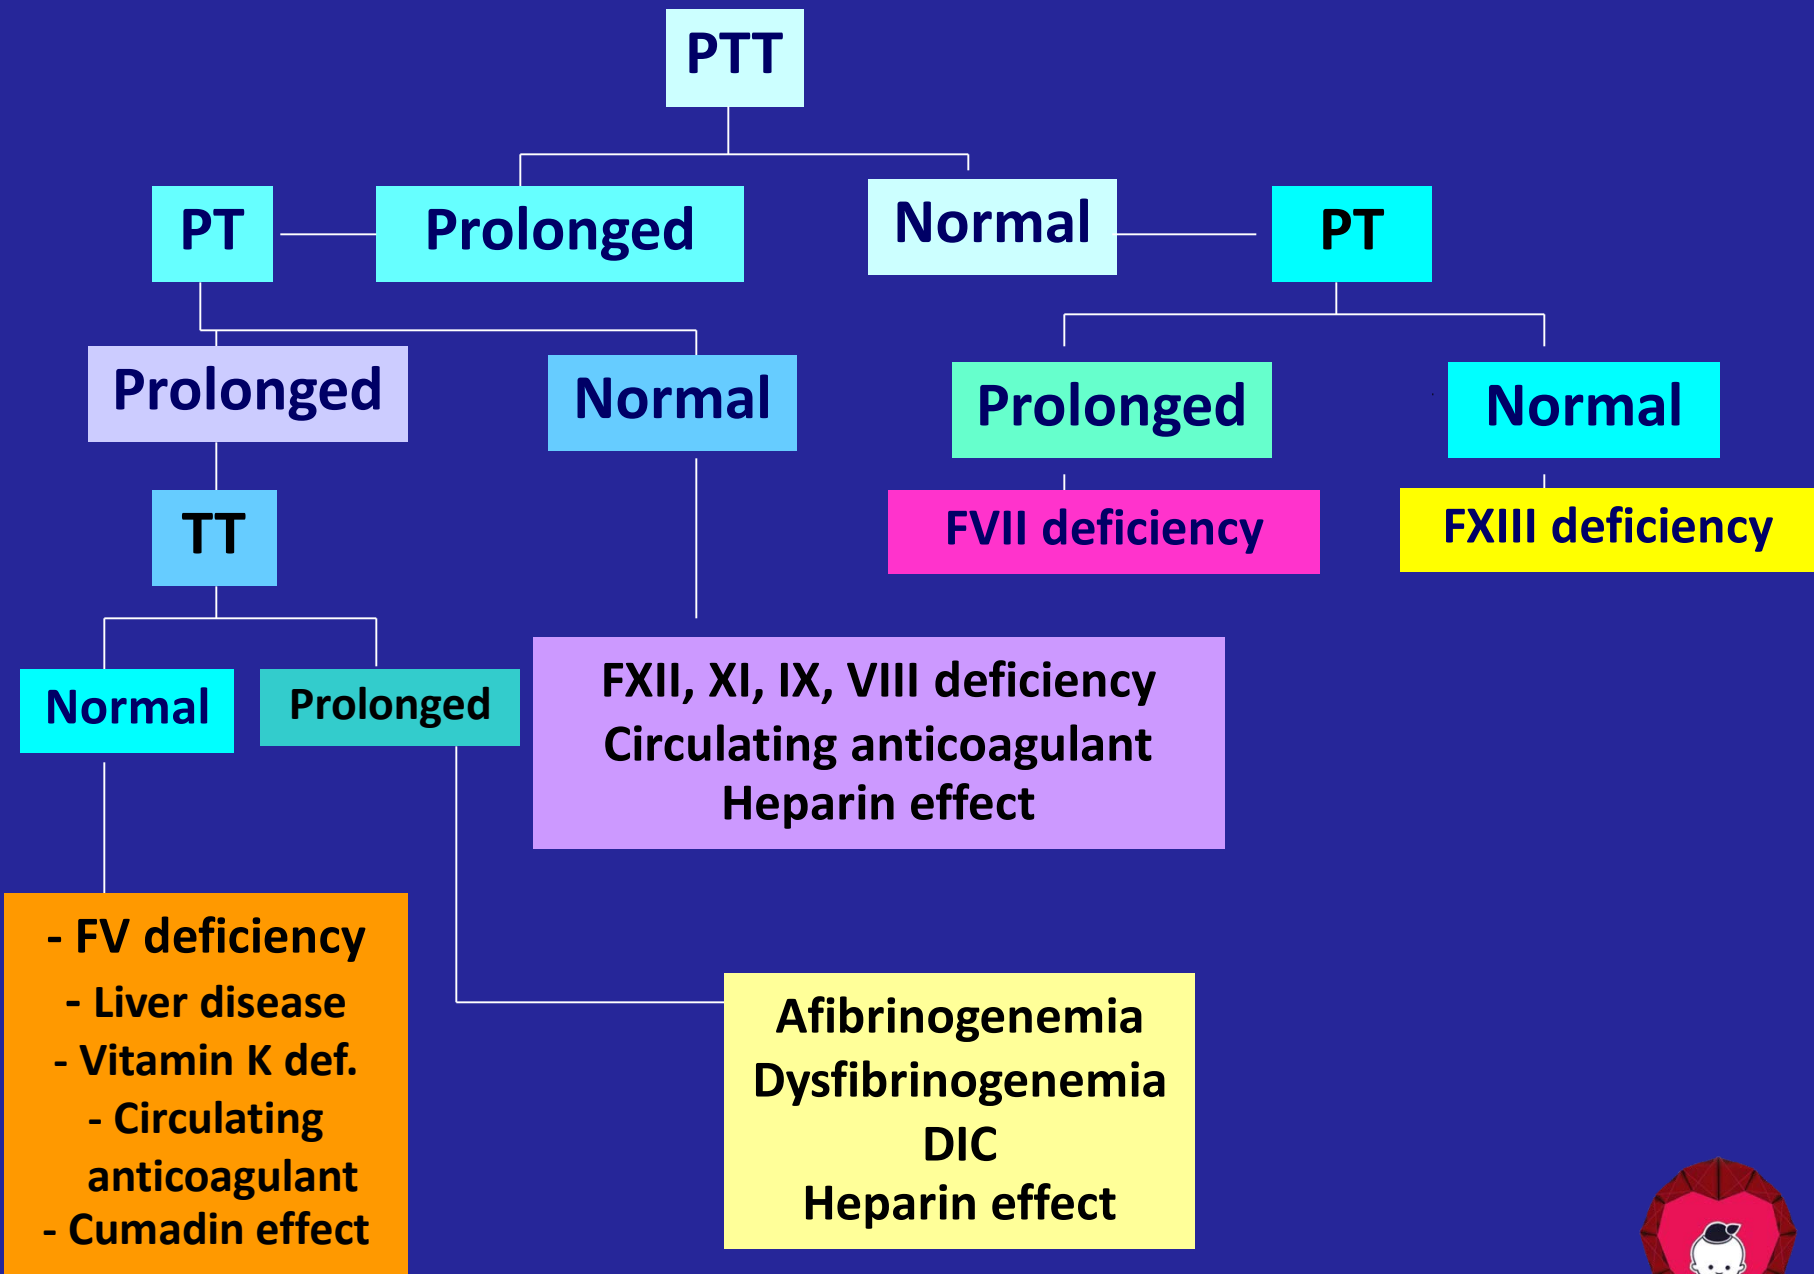 PTT
PT
Prolonged
Normal
PT
Prolonged
Normal
Prolonged
Normal
TT
FVII deficiency
FXIII deficiency
Normal
Prolonged
FXII, XI, IX, VIII deficiency
Circulating anticoagulant
Heparin effect
- FV deficiency
- Liver disease
- Vitamin K def.
- Circulating
anticoagulant
- Cumadin effect
Afibrinogenemia
Dysfibrinogenemia
DIC
Heparin effect